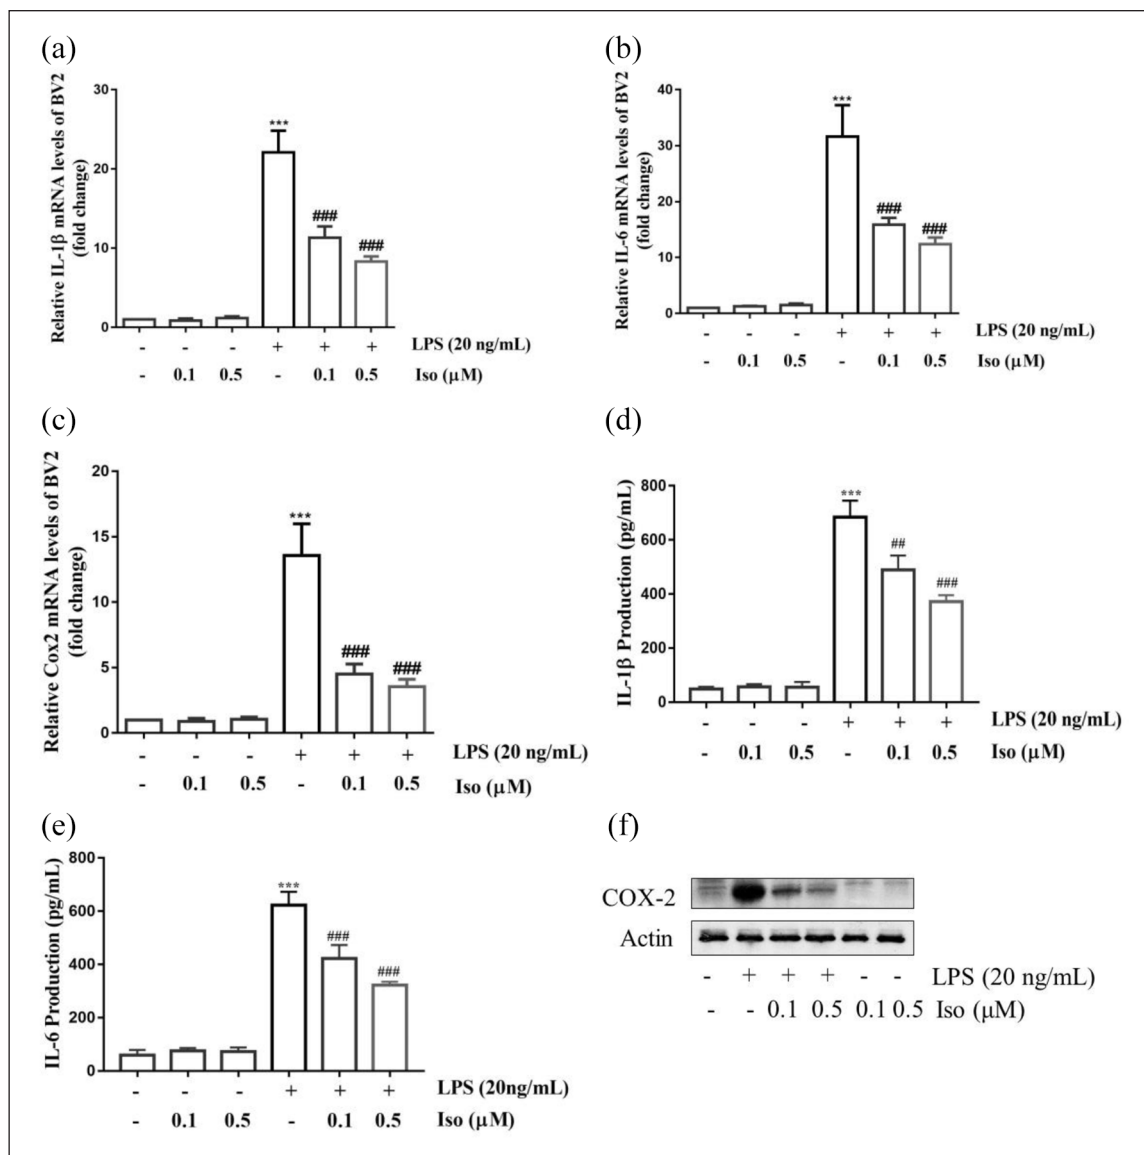 (a)
Relative IL-1β mRNA levels of BV2
(fold change)
30
20
10
0
***
###
###
- - - + + + LPS (20 ng/mL)
- 0.1 0.5 - 0.1 0.5 Iso (μM)
(b)
Relative IL-6 mRNA levels of BV2
(fold change)
40
30
20
10
0
***
###
###
- - - + + + LPS (20 ng/mL)
- 0.1 0.5 - 0.1 0.5 Iso (μM)
(c)
Relative Cox2 mRNA levels of BV2
(fold change)
20
15
10
5
0
***
###
###
- - - + + + LPS (20 ng/mL)
- 0.1 0.5 - 0.1 0.5 Iso (μM)
(d)
IL-1β Production (pg/mL)
800
600
400
200
0
***
##
###
- - - + + + LPS (20 ng/mL)
- 0.1 0.5 - 0.1 0.5 Iso (μM)
(e)
IL-6 Production (pg/mL)
800
600
400
200
0
***
###
###
- - - + + + LPS (20ng/mL)
- 0.1 0.5 - 0.1 0.5 Iso (μM)
(f)
COX-2
Actin
- + + + - - LPS (20 ng/mL)
- - 0.1 0.5 0.1 0.5 Iso (μM)